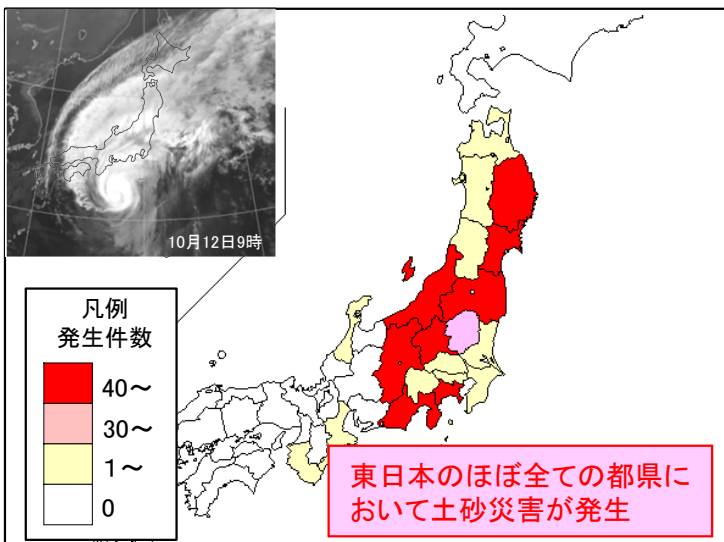 10月12日9時
凡例
発生件数
40～
30～
1～
0
東日本のほぼ全ての都県に
おいて土砂災害が発生